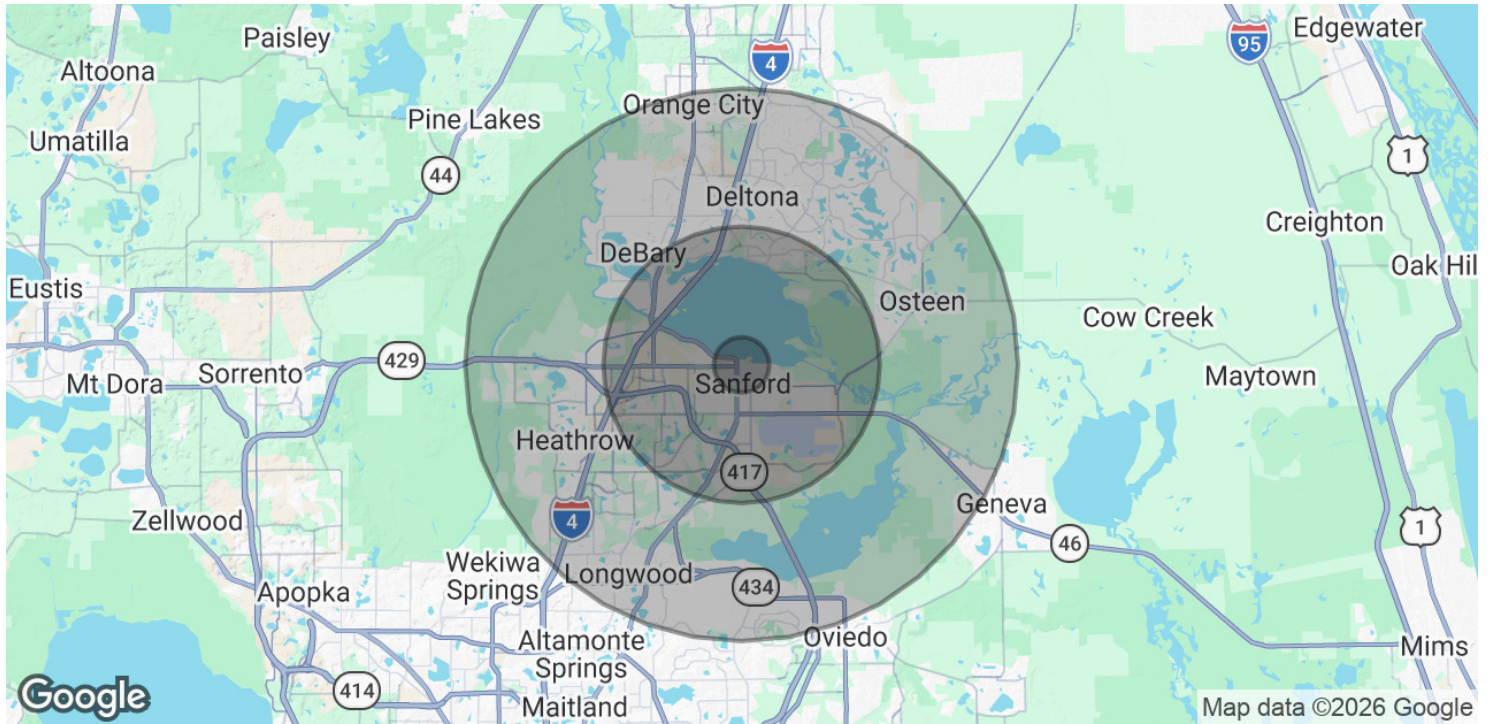 Paisley
Edgewater
95
4
Altoona
Orange City
Pine Lakes
Umatilla
1
44
Deltona
Creighton
DeBary
Oak Hil
Eustis
Osteen
Cow Creek
429
Sorrento
Mt Dora
Sanford
Maytown
Heathrow
417
Geneva
Zellwood
4
1
46
Wekiwa
Springs
Longwood
434
Apopka
Oviedo
Altamonte
Springs
Mims
414
Maitland
Google
Map data ©2026 Google